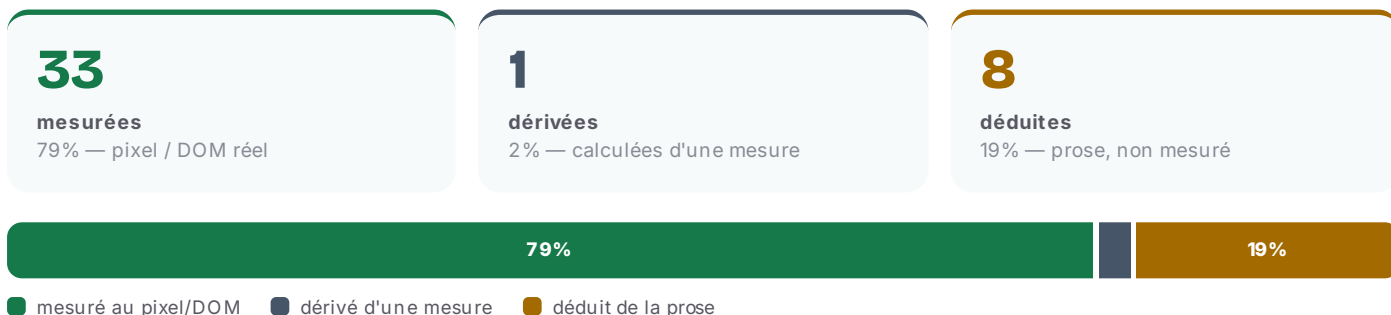 33
mesurées
79% — pixel / DOM réel
1
dérivées
2% — calculées d'une mesure
8
déduites
19% — prose, non mesuré
79%
19%
mesuré au pixel/DOM
dérivé d'une mesure
déduit de la prose